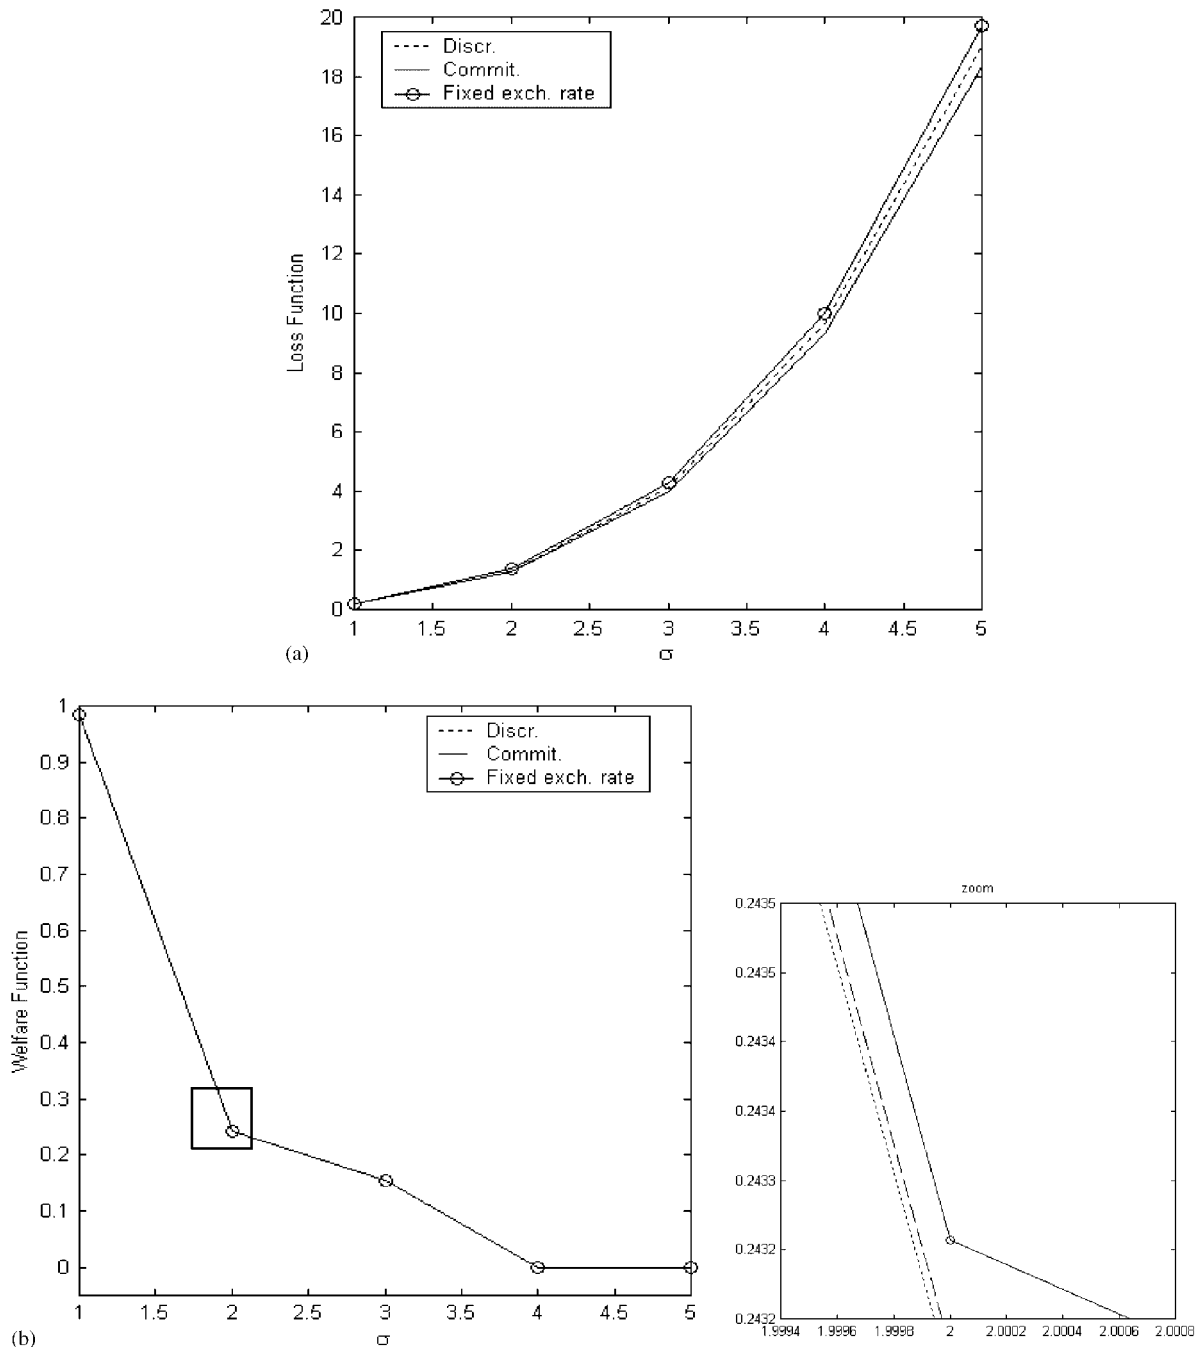 20
18
16
14
12
10
8
6
4
2
0
Loss Function
Discr.
Commit.
Fixed exch. rate
1 1.5 2 2.5 3 3.5 4 4.5 5
σ
(a)
1
0.9
0.8
0.7
0.6
0.5
0.4
0.3
0.2
0.1
0
Welfare Function
Discr.
Commit.
Fixed exch. rate
1 1.5 2 2.5 3 3.5 4 4.5 5
σ
(b)
zoom
0.2435
0.2435
0.2434
0.2434
0.2433
0.2432
0.2432
1.9994 1.9996 1.9998 2 2.0002 2.0004 2.0006 2.0008